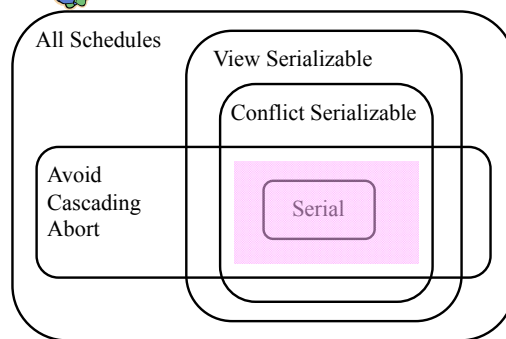 All Schedules
View Serializable
Conflict Serializable
Avoid
Cascading
Abort
Serial